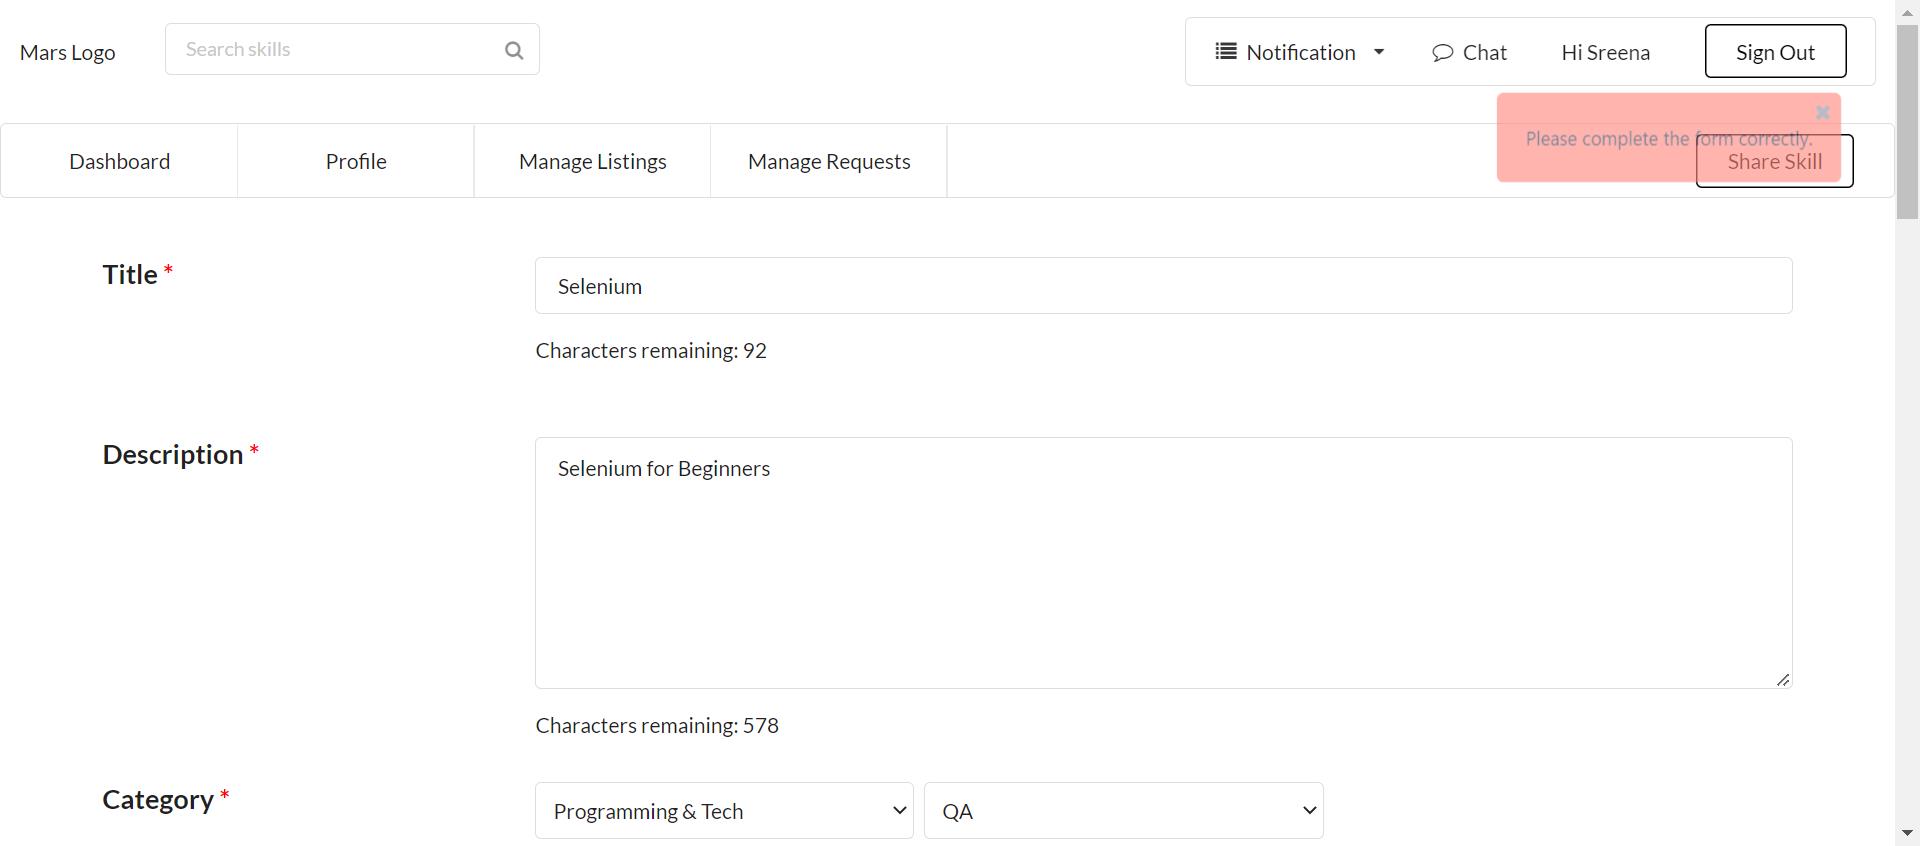 Mars Logo
Search skills
Notification
Chat
Hi Sreena
Sign Out
Please complete the form correctly.
Dashboard
Profile
Manage Listings
Manage Requests
Share Skill
Title *
Selenium
Characters remaining: 92
Description *
Selenium for Beginners
Characters remaining: 578
Category *
Programming & Tech
QA